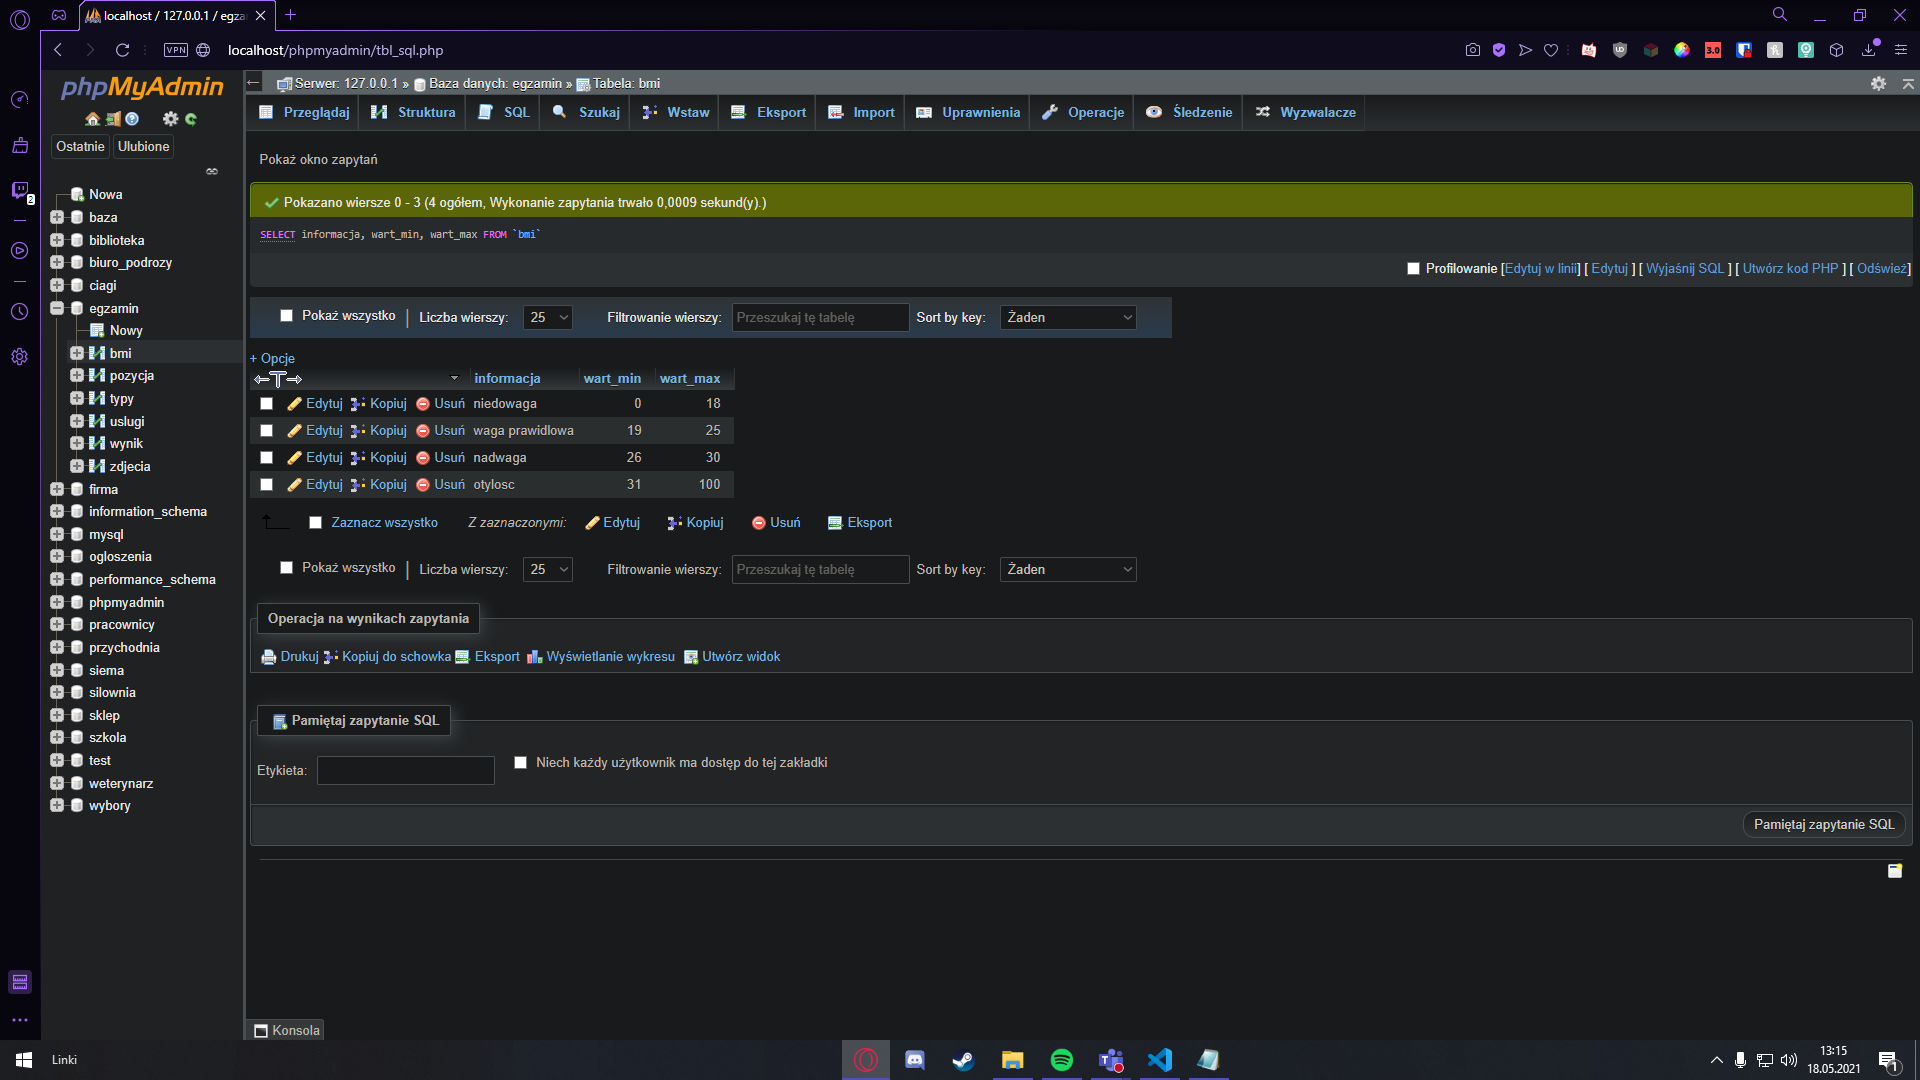 localhost / 127.0.0.1 / egza
VPN
localhost/phpmyadmin/tbl_sql.php
3.0
2
phpMyAdmin
Ostatnie
Ulubione
Nowa
baza
biblioteka
biuro_podrozy
ciagi
egzamin
Nowy
bmi
pozycja
typy
uslugi
wynik
zdjecia
firma
information_schema
mysql
ogloszenia
performance_schema
phpmyadmin
pracownicy
przychodnia
siema
silownia
sklep
szkola
test
weterynarz
wybory
Serwer: 127.0.0.1 » Baza danych: egzamin » Tabela: bmi
Przeglądaj Struktura SQL Szukaj Wstaw Eksport Import Uprawnienia Operacje Śledzenie Wyzwalacze
Pokaż okno zapytań
Pokazano wiersze 0 - 3 (4 ogółem, Wykonanie zapytania trwało 0,0009 sekund(y).)
SELECT informacja, wart_min, wart_max FROM `bmi`
Profilowanie [Edytuj w linii] [ Edytuj ] [ Wyjaśnij SQL ] [ Utwórz kod PHP ] [ Odśwież]
Pokaż wszystko | Liczba wierszy: 25 Filtrowanie wierszy: Przeszukaj tę tabelę Sort by key: Żaden
+ Opcje
informacja wart_min wart_max
Edytuj Kopiuj Usuń niedowaga 0 18
Edytuj Kopiuj Usuń waga prawidlowa 19 25
Edytuj Kopiuj Usuń nadwaga 26 30
Edytuj Kopiuj Usuń otylosc 31 100
Zaznacz wszystko Z zaznaczonymi: Edytuj Kopiuj Usuń Eksport
Pokaż wszystko | Liczba wierszy: 25 Filtrowanie wierszy: Przeszukaj tę tabelę Sort by key: Żaden
Operacja na wynikach zapytania
Drukuj Kopiuj do schowka Eksport Wyświetlanie wykresu Utwórz widok
Pamiętaj zapytanie SQL
Etykieta: Niech każdy użytkownik ma dostęp do tej zakładki
Pamiętaj zapytanie SQL
Konsola
Linki
13:15
18.05.2021
1